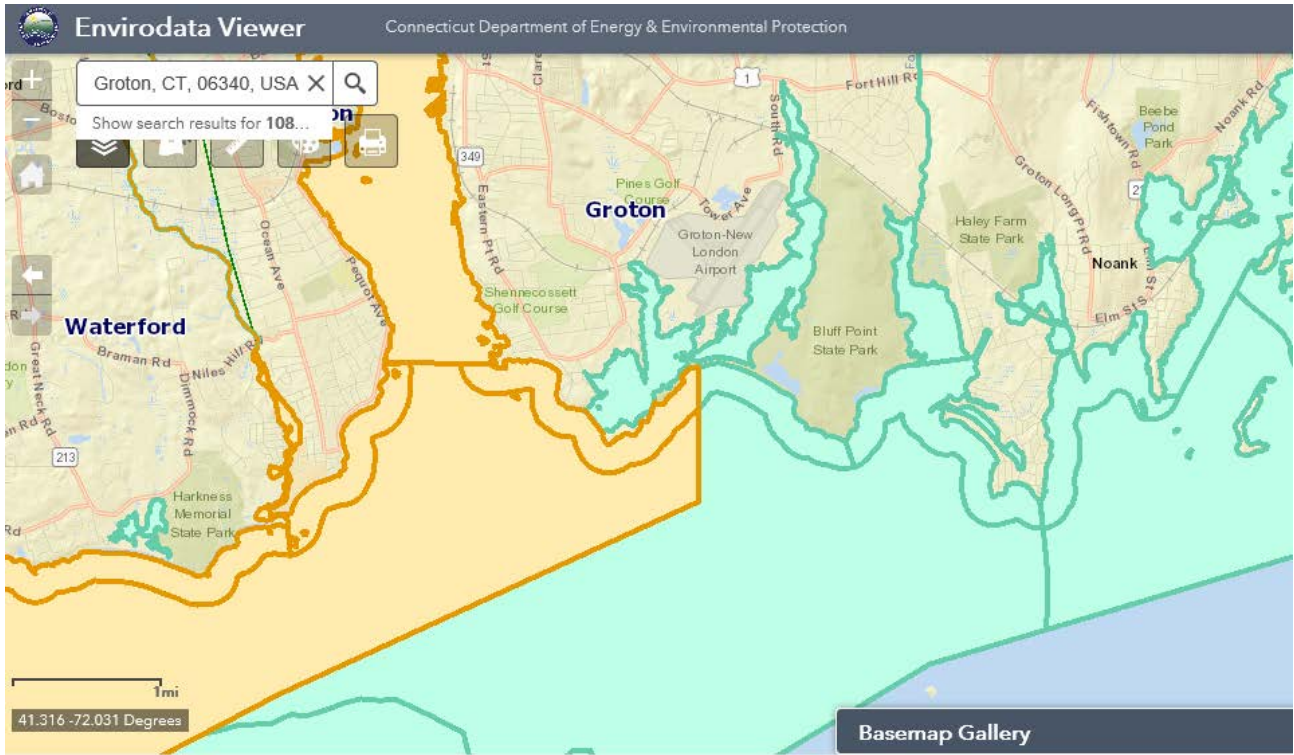 Envirodata Viewer
Connecticut Department of Energy & Environmental Protection
Groton, CT, 06340, USA
Show search results for 108...
on
1
Fort Hill Rd
South Rd
Fishtown Rd
Noank Rd
Beebe
Pond
Park
349
Eastern Pt Rd
Pines Golf
Course
Tower Ave
Groton
Groton-New
London
Airport
Groton Long Pt Rd
Haley Farm
State Park
Noank
Elm St S
Elm St
Ocean Ave
Pequot Ave
Shennecossett
Golf Course
Bluff Point
State Park
Waterford
Braman Rd
Niles Hill Rd
Dimmock Rd
Great Neck Rd
213
Harkness
Memorial
State Park
Rd
1mi
41.316 -72.031 Degrees
Basemap Gallery